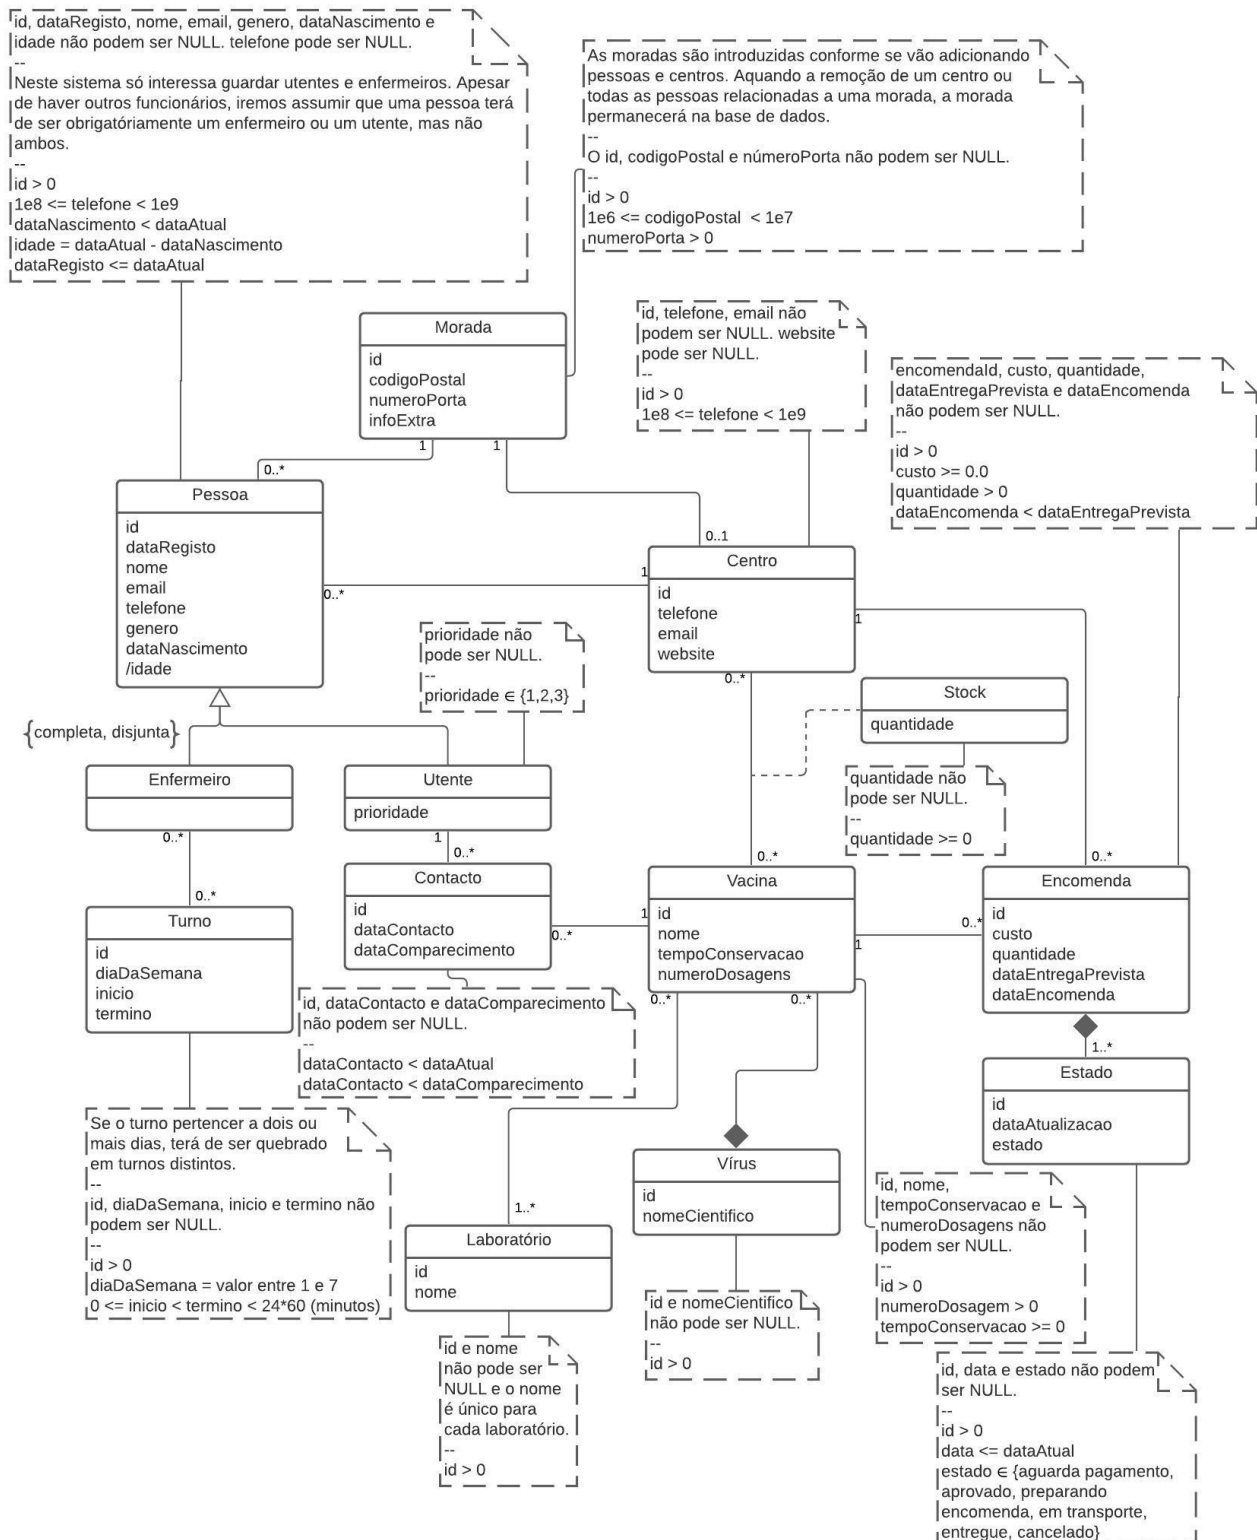 id, dataRegisto, nome, email, genero, dataNascimento e
idade não podem ser NULL. telefone pode ser NULL.
--
Neste sistema só interessa guardar utentes e enfermeiros. Apesar
de haver outros funcionários, iremos assumir que uma pessoa terá
de ser obrigatóriamente um enfermeiro ou um utente, mas não
ambos.
--
id > 0
1e8 <= telefone < 1e9
dataNascimento < dataAtual
idade = dataAtual - dataNascimento
dataRegisto <= dataAtual
As moradas são introduzidas conforme se vão adicionando
pessoas e centros. Aquando a remoção de um centro ou
todas as pessoas relacionadas a uma morada, a morada
permanecerá na base de dados.
--
O id, codigoPostal e númeroPorta não podem ser NULL.
--
id > 0
1e6 <= codigoPostal < 1e7
numeroPorta > 0
Morada
id
codigoPostal
numeroPorta
infoExtra
1
1
0..*
0..1
id, telefone, email não
podem ser NULL. website
pode ser NULL.
--
id > 0
1e8 <= telefone < 1e9
encomendaId, custo, quantidade,
dataEntregaPrevista e dataEncomenda
não podem ser NULL.
--
id > 0
custo >= 0.0
quantidade > 0
dataEncomenda < dataEntregaPrevista
Pessoa
id
dataRegisto
nome
email
telefone
genero
dataNascimento
/idade
0..*
1
Centro
id
telefone
email
website
1
0..*
prioridade não
pode ser NULL.
--
prioridade ∈ {1,2,3}
Stock
quantidade
{completa, disjunta}
quantidade não
pode ser NULL.
--
quantidade >= 0
Enfermeiro
0..*
Utente
prioridade
1
0..*
0..*
0..*
0..*
Turno
id
diaDaSemana
inicio
termino
Contacto
id
dataContacto
dataComparecimento
0..*
1
Vacina
id
nome
tempoConservacao
numeroDosagens
1
0..*
0..*
0..*
Encomenda
id
custo
quantidade
dataEntregaPrevista
dataEncomenda
1..*
id, dataContacto e dataComparecimento
não podem ser NULL.
--
dataContacto < dataAtual
dataContacto < dataComparecimento
Estado
id
dataAtualizacao
estado
Se o turno pertencer a dois ou
mais dias, terá de ser quebrado
em turnos distintos.
--
id, diaDaSemana, inicio e termino não
podem ser NULL.
--
id > 0
diaDaSemana = valor entre 1 e 7
0 <= inicio < termino < 24*60 (minutos)
1..*
Laboratório
id
nome
Vírus
id
nomeCientifico
id, nome,
tempoConservacao e
numeroDosagens não
podem ser NULL.
--
id > 0
numeroDosagem > 0
tempoConservacao >= 0
id e nome
não pode ser
NULL e o nome
é único para
cada laboratório.
--
id > 0
id e nomeCientifico
não pode ser NULL.
--
id > 0
id, data e estado não podem
ser NULL.
--
id > 0
data <= dataAtual
estado ∈ {aguarda pagamento,
aprovado, preparando
encomenda, em transporte,
entregue, cancelado}